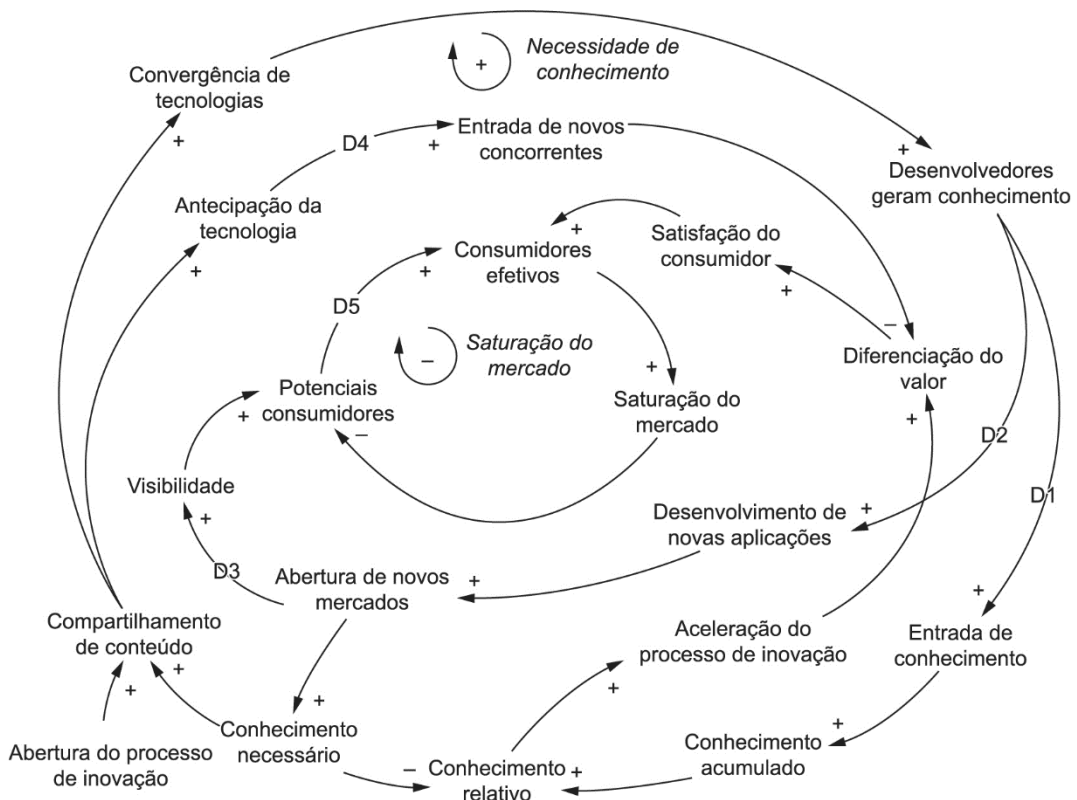 Convergência de
tecnologias
+
+
Necessidade de
conhecimento
D4
+
Entrada de novos
concorrentes
+
Desenvolvedores
geram conhecimento
Antecipação da
tecnologia
+
Consumidores
efetivos
+
+
Satisfação do
consumidor
+
D5
–
Saturação do
mercado
–
Diferenciação do
valor
+
Potenciais
consumidores
+
–
+
Saturação do
mercado
D2
D1
Visibilidade
+
Desenvolvimento de
novas aplicações
+
D3
Abertura de novos
mercados
+
+
Compartilhamento
de conteúdo
+
+
Aceleração do
processo de inovação
+
Entrada de
conhecimento
Abertura do processo
de inovação
Conhecimento
necessário
+
–
Conhecimento
relativo
+
Conhecimento
acumulado
+